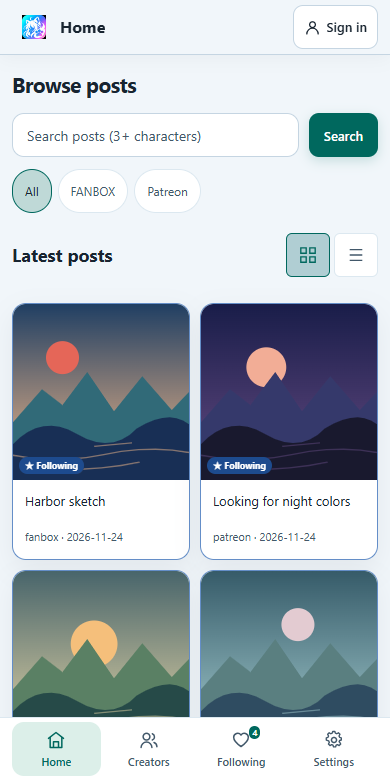 Home
Sign in
Browse posts
Search posts (3+ characters)
Search
All
FANBOX
Patreon
Latest posts
★ Following
★ Following
Harbor sketch
Looking for night colors
fanbox · 2026-11-24
patreon · 2026-11-24
4
Home
Creators
Following
Settings